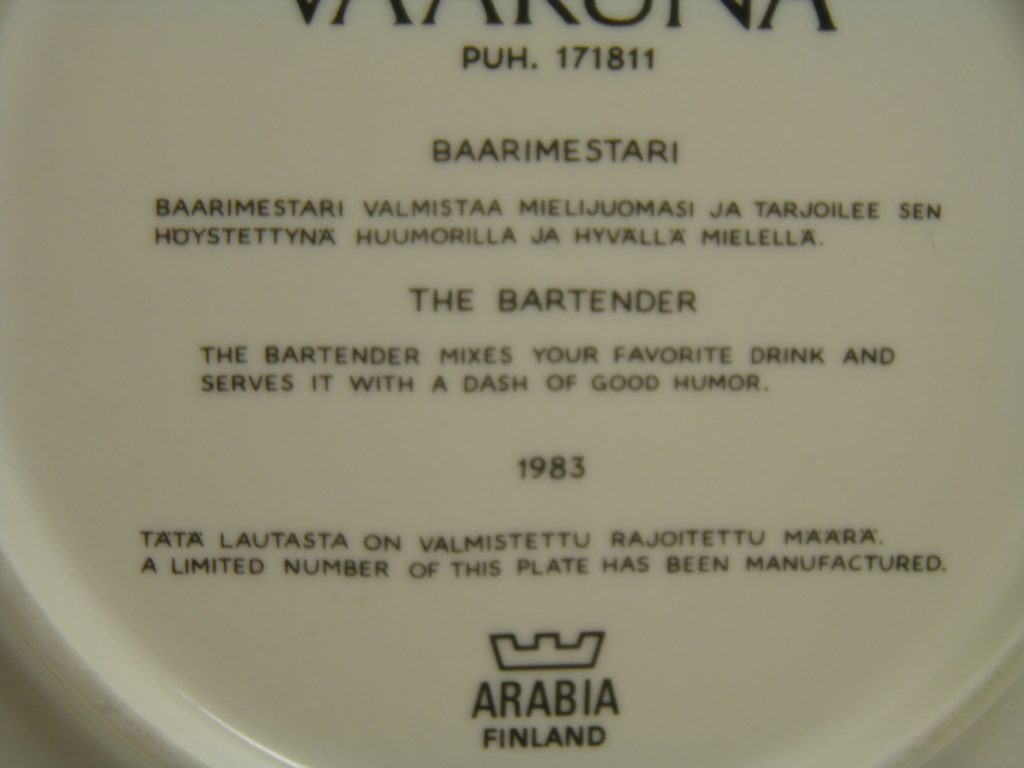 VAAKUNA
PUH. 171811
BAARIMESTARI
BAARIMESTARI VALMISTAA MIELIJUOMASI JA TARJOILEE SEN
HÖYSTETTYNÄ HUUMORILLA JA HYVÄLLÄ MIELELLÄ.
THE BARTENDER
THE BARTENDER MIXES YOUR FAVORITE DRINK AND
SERVES IT WITH A DASH OF GOOD HUMOR.
1983
TÄTÄ LAUTASTA ON VALMISTETTU RAJOITETTU MÄÄRÄ.
A LIMITED NUMBER OF THIS PLATE HAS BEEN MANUFACTURED.
ARABIA
FINLAND